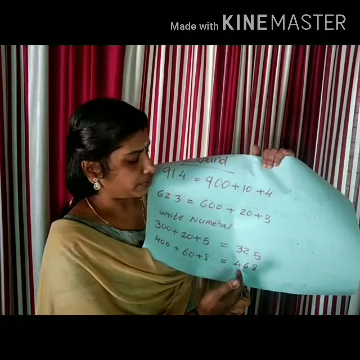 Made with KINEMASTER
914 = 900+10+4
623 = 600 + 20+3
write Numeral
300+20+5 = 325
400+60+8 = 468